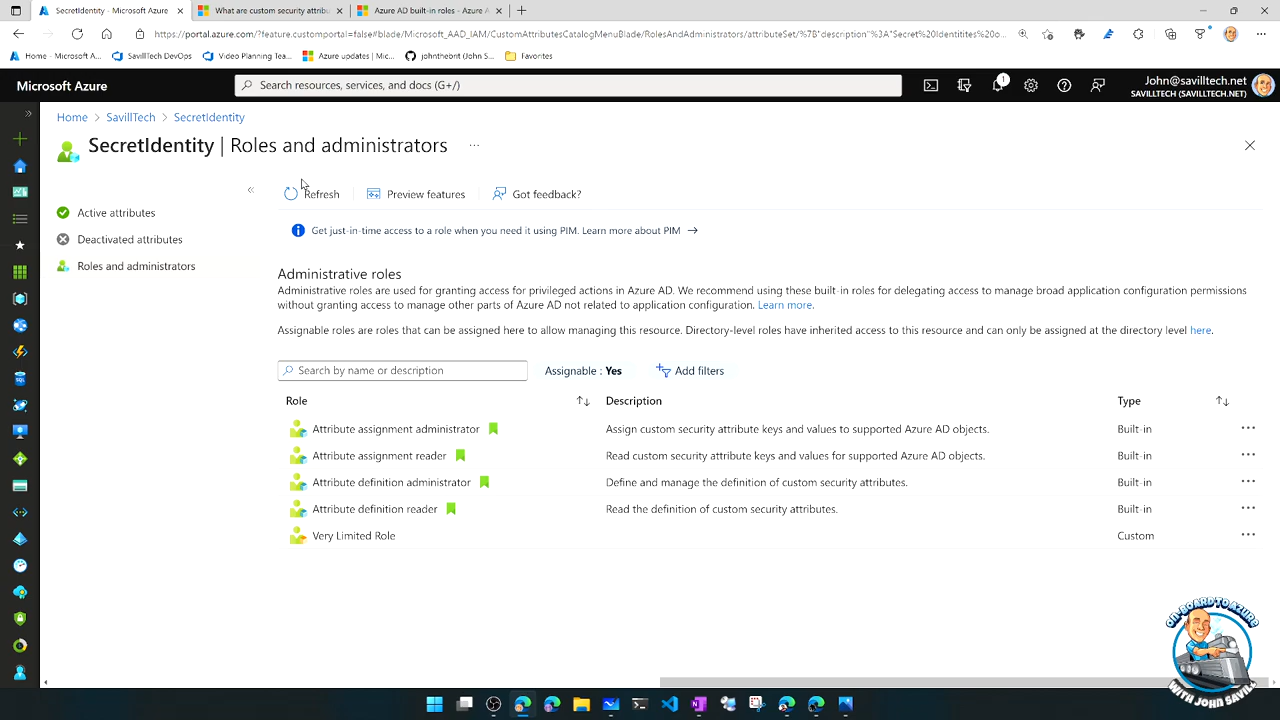 SecretIdentity - Microsoft Azure
What are custom security attribu
Azure AD built-in roles - Azure A
https://portal.azure.com/?feature.customportal=false#blade/Microsoft_AAD_IAM/CustomAttributesCatalogMenuBlade/RolesAndAdministrators/attributeSet/%7B"description"%3A"Secret%20Identitites%20o...
Home - Microsoft A...
SavillTech DevOps
Video Planning Tea...
Azure updates | Mic...
johnthebrit (John S...
Favorites
Microsoft Azure
Search resources, services, and docs (G+/)
1
John@savilltech.net
SAVILLTECH (SAVILLTECH.NET)
Home > SavillTech > SecretIdentity
SecretIdentity | Roles and administrators ...
Active attributes
Deactivated attributes
Roles and administrators
Refresh
Preview features
Got feedback?
Get just-in-time access to a role when you need it using PIM. Learn more about PIM →
Administrative roles
Administrative roles are used for granting access for privileged actions in Azure AD. We recommend using these built-in roles for delegating access to manage broad application configuration permissions
without granting access to manage other parts of Azure AD not related to application configuration. Learn more.
Assignable roles are roles that can be assigned here to allow managing this resource. Directory-level roles have inherited access to this resource and can only be assigned at the directory level here.
Search by name or description
Assignable : Yes
Add filters
Role Description Type
Attribute assignment administrator Assign custom security attribute keys and values to supported Azure AD objects. Built-in
Attribute assignment reader Read custom security attribute keys and values for supported Azure AD objects. Built-in
Attribute definition administrator Define and manage the definition of custom security attributes. Built-in
Attribute definition reader Read the definition of custom security attributes. Built-in
Very Limited Role Custom
ON-BOARD TO AZURE
WITH JOHN SAVILL